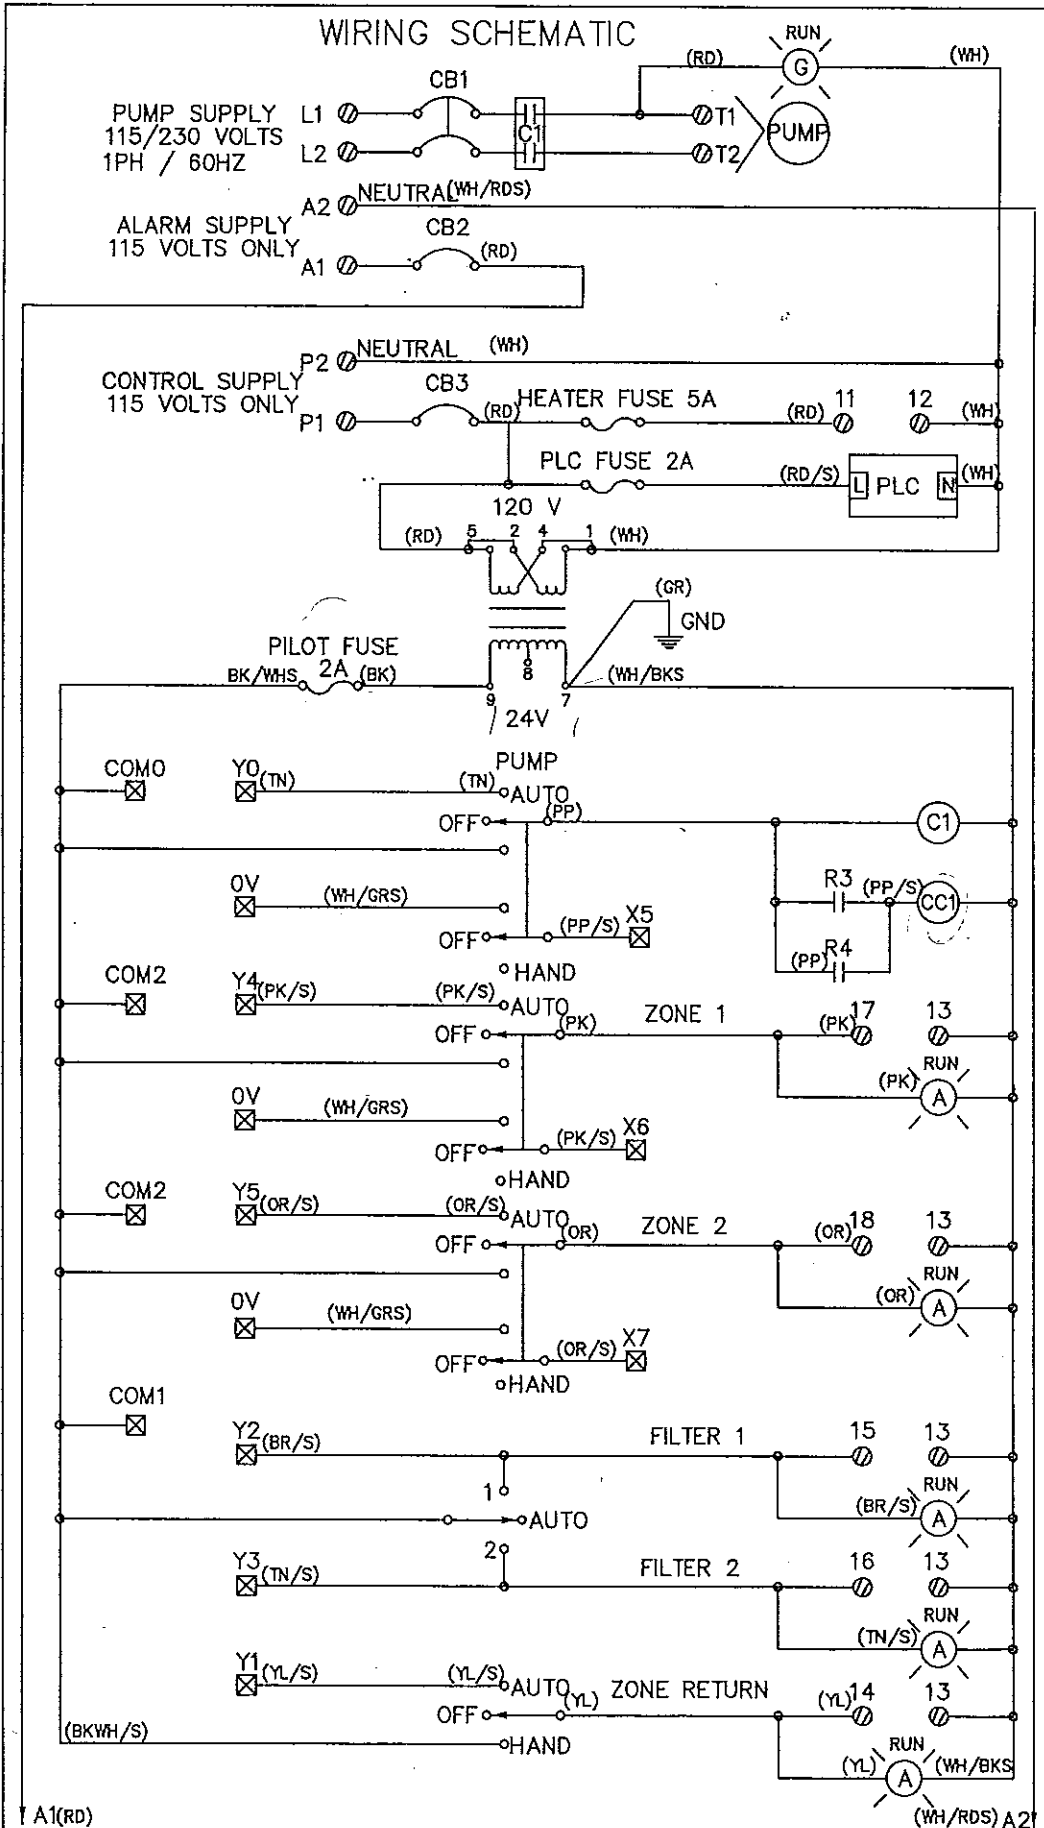 WIRING SCHEMATIC
RUN
(RD) G (WH)
CB1
PUMP SUPPLY L1 T1
115/230 VOLTS C1 PUMP
1PH / 60HZ L2 T2
A2 NEUTRAL (WH/RDS)
ALARM SUPPLY CB2
115 VOLTS ONLY A1 (RD)
P2 NEUTRAL (WH)
CONTROL SUPPLY CB3 HEATER FUSE 5A 11 12
115 VOLTS ONLY P1 (RD) (RD) (WH)
PLC FUSE 2A (RD/S) L PLC N (WH)
120 V
(RD) 5 2 4 1 (WH)
(GR)
GND
PILOT FUSE
BK/WHS 2A (BK) 8 (WH/BKS
9 7
24V
PUMP
COM0 Y0 (TN) (TN) AUTO
OFF (PP) C1
0V (WH/GRS) R3 (PP/S) CC1
OFF (PP/S) X5
(PP) R4
HAND
COM2 Y4 (PK/S) (PK/S) AUTO
OFF (PK) ZONE 1 (PK) 17 13
RUN
(PK) A
0V (WH/GRS)
OFF (PK/S) X6
HAND
COM2 Y5 (OR/S) (OR/S) AUTO
OFF (OR) ZONE 2 (OR) 18 13
RUN
(OR) A
0V (WH/GRS)
OFF (OR/S) X7
HAND
COM1
Y2 (BR/S) FILTER 1 15 13
RUN
1 (BR/S) A
AUTO
2
Y3 (TN/S) FILTER 2 16 13
RUN
(TN/S) A
Y1 (YL/S) (YL/S) AUTO
OFF (YL) ZONE RETURN (YL) 14 13
(BKWH/S) HAND
RUN
(YL) A (WH/BKS
A1(RD) (WH/RDS) A2